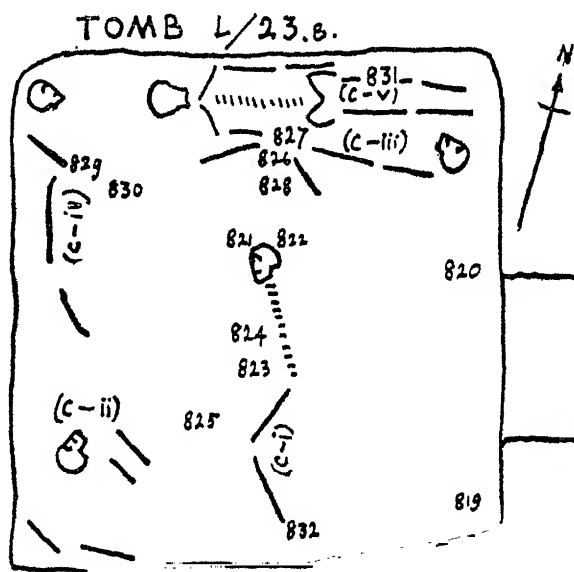 TOMB L/23.B.
N
831
(C-V)
827
(C-iii)
826
829
828
830
(C-iv)
821 822
820
824
823
(C-ii)
825
(C-i)
819
832